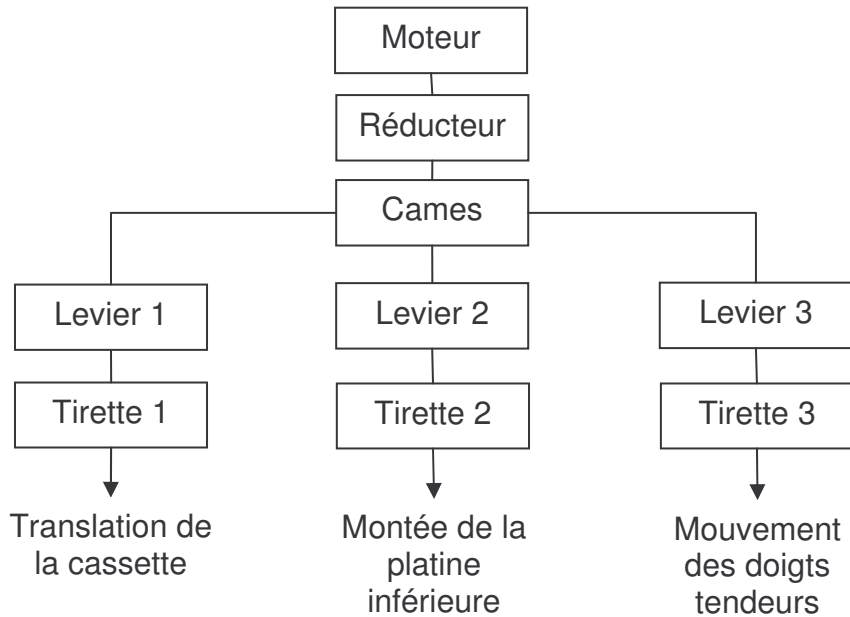 Moteur
Réducteur
Cames
Levier 1
Levier 2
Levier 3
Tirette 1
Tirette 2
Tirette 3
Translation de
la cassette
Montée de la
platine
inférieure
Mouvement
des doigts
tendeurs